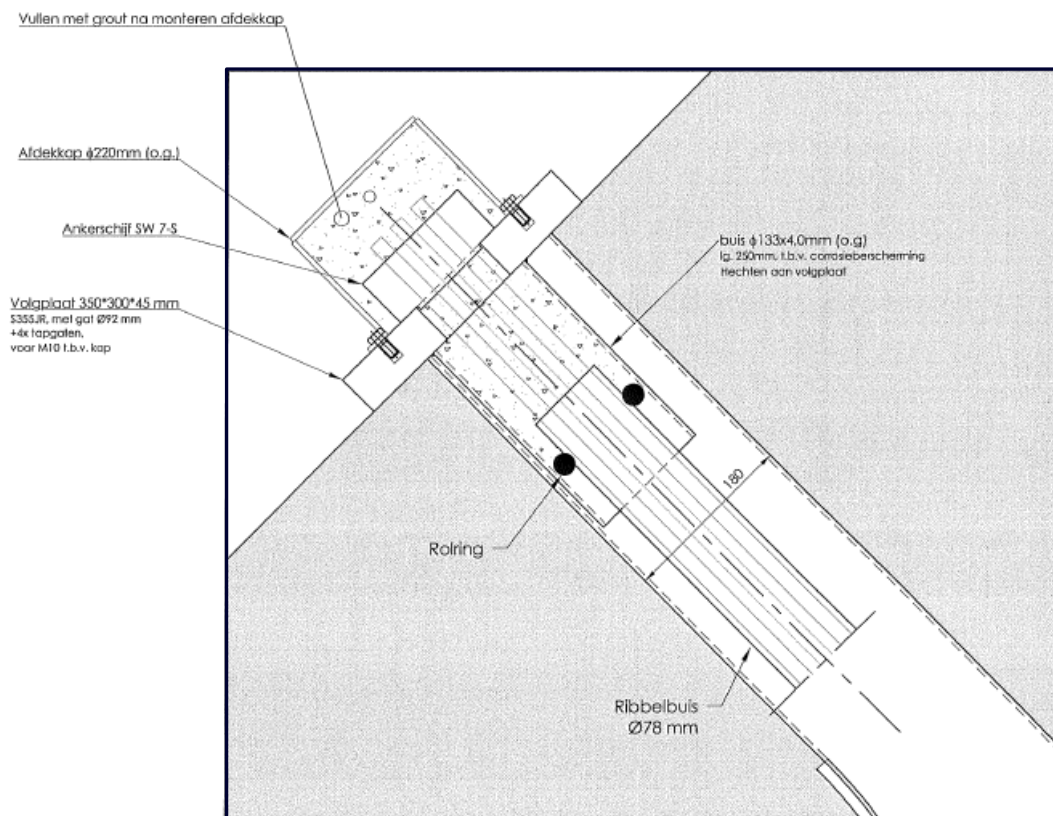 Vullen met grout na monteren afdekkap
Afdekkap ϕ220mm (o.g.)
Ankerschijf SW 7-S
Volgplaat 350*300*45 mm
S355JR, met gat Ø92 mm
+4x tapgaten,
voor M10 t.b.v. kap
buis ϕ133x4,0mm (o.g)
lg. 250mm, t.b.v. corrosiebescherming
Hechten aan volgplaat
180
Rolring
Ribbelbuis
Ø78 mm